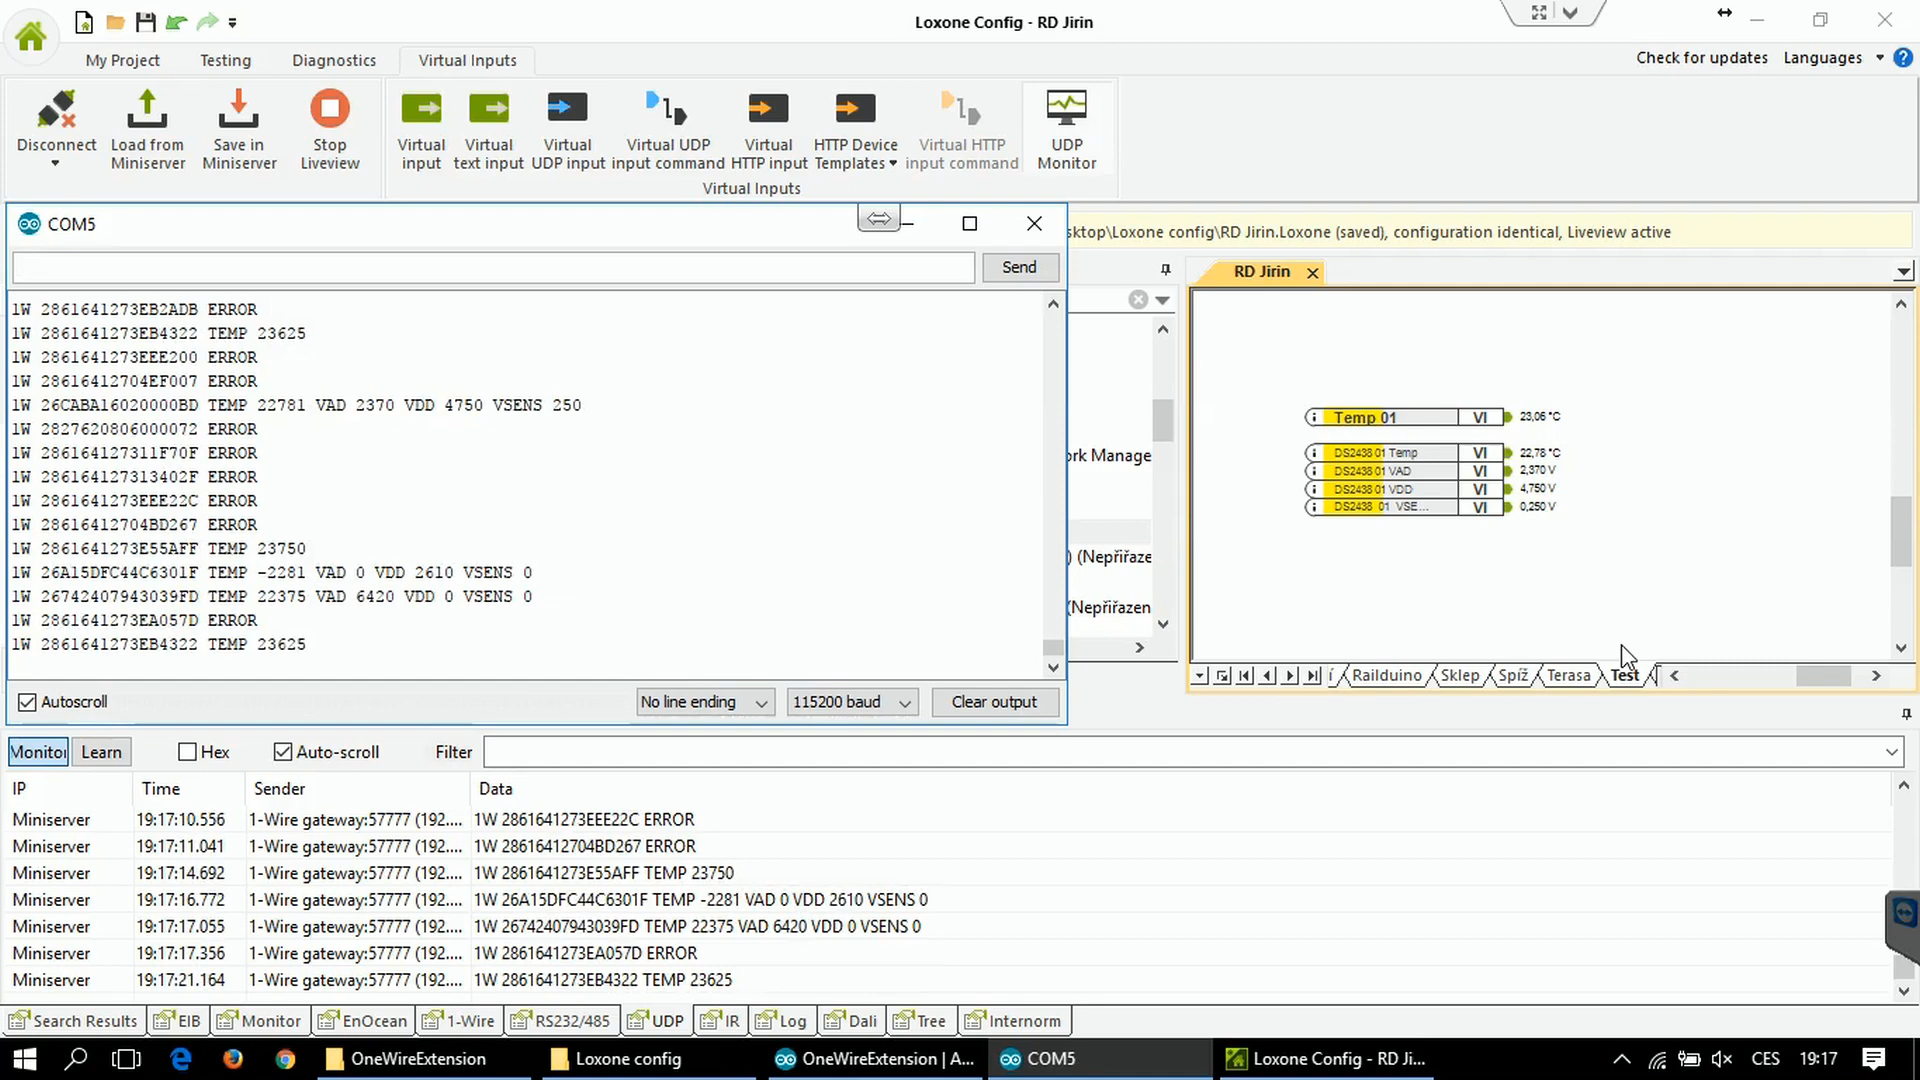 Loxone Config - RD Jirin
My Project
Testing
Diagnostics
Virtual Inputs
Check for updates
Languages
?
Disconnect
Load from
Miniserver
Save in
Miniserver
Stop
Liveview
Virtual
input
Virtual
text input
Virtual
UDP input
Virtual UDP
input command
Virtual
HTTP input
HTTP Device
Templates
Virtual HTTP
input command
UDP
Monitor
Virtual Inputs
COM5
sktop\Loxone config\RD Jirin.Loxone (saved), configuration identical, Liveview active
Send
RD Jirin
1W 2861641273EB2ADB ERROR
1W 2861641273EB4322 TEMP 23625
1W 2861641273EEE200 ERROR
1W 28616412704EF007 ERROR
1W 26CABA16020000BD TEMP 22781 VAD 2370 VDD 4750 VSENS 250
1W 2827620806000072 ERROR
1W 286164127311F70F ERROR
1W 286164127313402F ERROR
1W 2861641273EEE22C ERROR
1W 28616412704BD267 ERROR
1W 2861641273E55AFF TEMP 23750
1W 26A15DFC44C6301F TEMP -2281 VAD 0 VDD 2610 VSENS 0
1W 26742407943039FD TEMP 22375 VAD 6420 VDD 0 VSENS 0
1W 2861641273EA057D ERROR
1W 2861641273EB4322 TEMP 23625
ork Manage
) (Nepřiřaze
(Nepřiřazen
i Temp 01 VI 23,06 °C
i DS2438 01 Temp VI 22,78 °C
i DS2438 01 VAD VI 2,370 V
i DS2438 01 VDD VI 4,750 V
i DS2438 01 VSE... VI 0,250 V
Railduino
Sklep
Spíž
Terasa
Test
Autoscroll
No line ending
115200 baud
Clear output
Monitor
Learn
Hex
Auto-scroll
Filter
IP Time Sender Data
Miniserver 19:17:10.556 1-Wire gateway:57777 (192.... 1W 2861641273EEE22C ERROR
Miniserver 19:17:11.041 1-Wire gateway:57777 (192.... 1W 28616412704BD267 ERROR
Miniserver 19:17:14.692 1-Wire gateway:57777 (192.... 1W 2861641273E55AFF TEMP 23750
Miniserver 19:17:16.772 1-Wire gateway:57777 (192.... 1W 26A15DFC44C6301F TEMP -2281 VAD 0 VDD 2610 VSENS 0
Miniserver 19:17:17.055 1-Wire gateway:57777 (192.... 1W 26742407943039FD TEMP 22375 VAD 6420 VDD 0 VSENS 0
Miniserver 19:17:17.356 1-Wire gateway:57777 (192.... 1W 2861641273EA057D ERROR
Miniserver 19:17:21.164 1-Wire gateway:57777 (192.... 1W 2861641273EB4322 TEMP 23625
Search Results
EIB
Monitor
EnOcean
1-Wire
RS232/485
UDP
IR
Log
Dali
Tree
Internorm
OneWireExtension
Loxone config
OneWireExtension | A...
COM5
Loxone Config - RD Ji...
CES
19:17